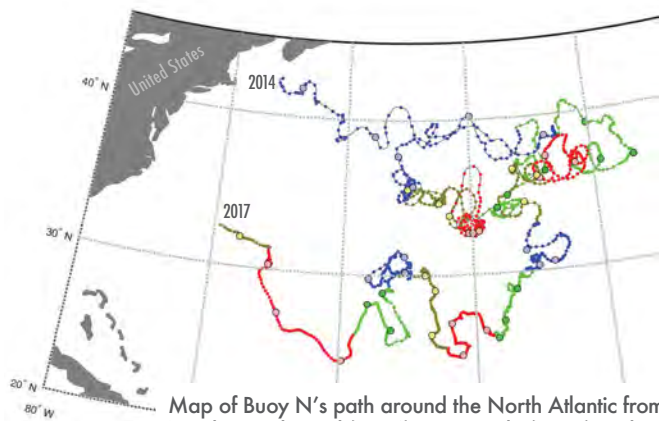 United States
40° N
2014
2017
30° N
20° N
80° W
Map of Buoy N's path around the North Atlantic from